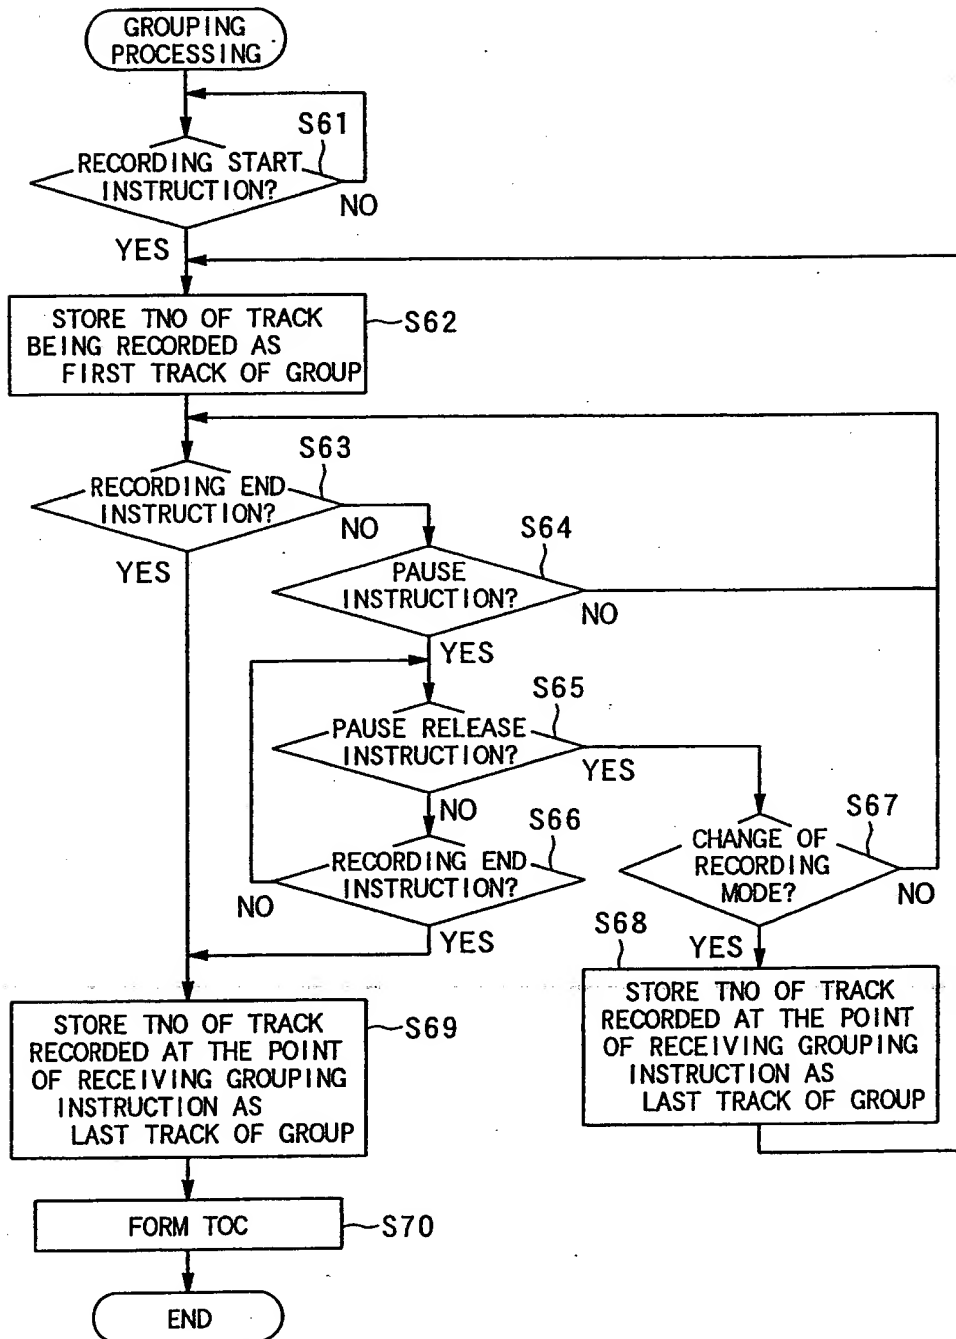 GROUPING
PROCESSING
S61
RECORDING START
INSTRUCTION?
NO
YES
STORE TNO OF TRACK
BEING RECORDED AS
FIRST TRACK OF GROUP
S62
S63
RECORDING END
INSTRUCTION?
NO
YES
S64
PAUSE
INSTRUCTION?
NO
YES
S65
PAUSE RELEASE
INSTRUCTION?
YES
NO
S66
RECORDING END
INSTRUCTION?
NO
YES
S67
CHANGE OF
RECORDING
MODE?
NO
YES
S68
STORE TNO OF TRACK
RECORDED AT THE POINT
OF RECEIVING GROUPING
INSTRUCTION AS
LAST TRACK OF GROUP
STORE TNO OF TRACK
RECORDED AT THE POINT
OF RECEIVING GROUPING
INSTRUCTION AS
LAST TRACK OF GROUP
S69
FORM TOC
S70
END